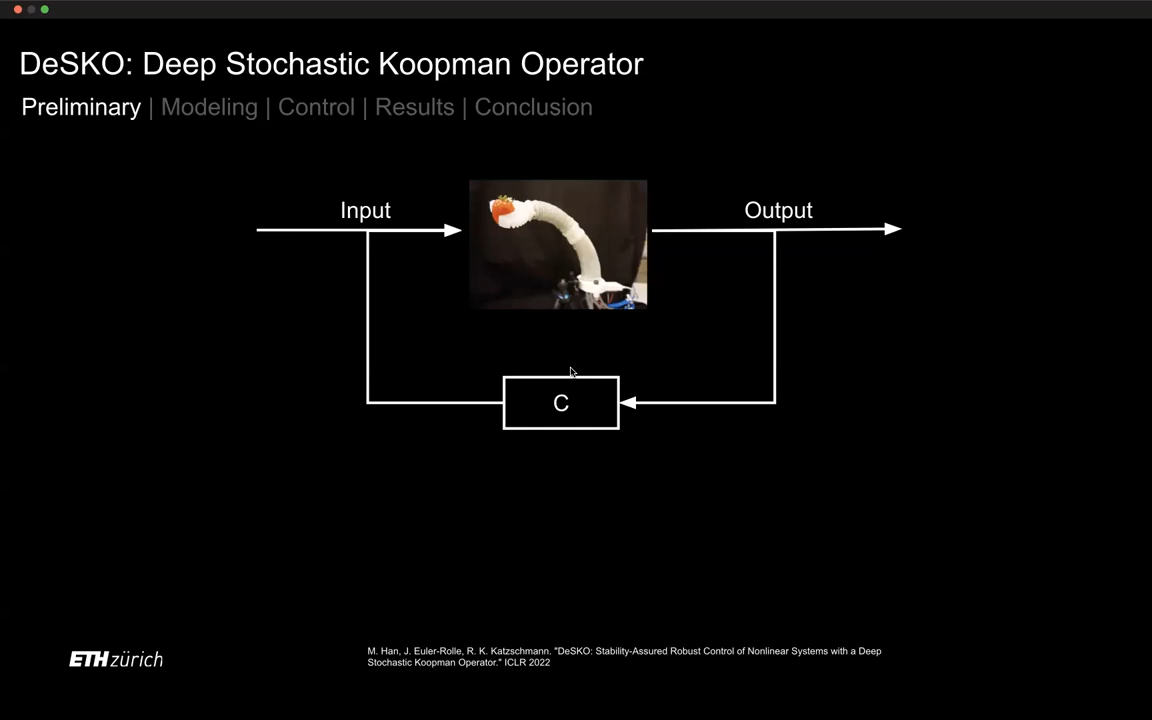 DeSKO: Deep Stochastic Koopman Operator
Preliminary | Modeling | Control | Results | Conclusion
Input
Output
C
ETH zürich
M. Han, J. Euler-Rolle, R. K. Katzschmann. "DeSKO: Stability-Assured Robust Control of Nonlinear Systems with a Deep
Stochastic Koopman Operator." ICLR 2022